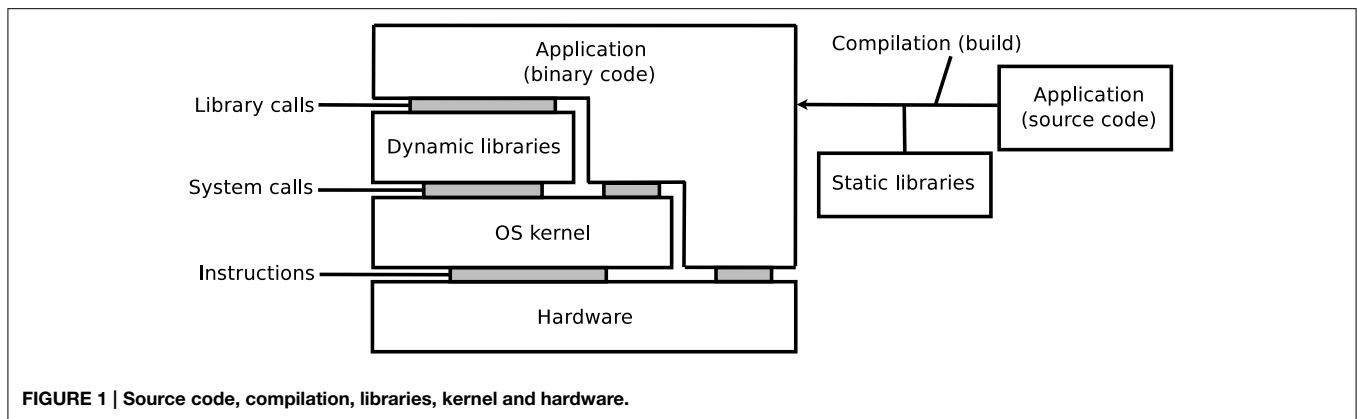 Application
(binary code)
Compilation (build)
Application
(source code)
Library calls
Dynamic libraries
Static libraries
System calls
OS kernel
Instructions
Hardware
FIGURE 1 | Source code, compilation, libraries, kernel and hardware.